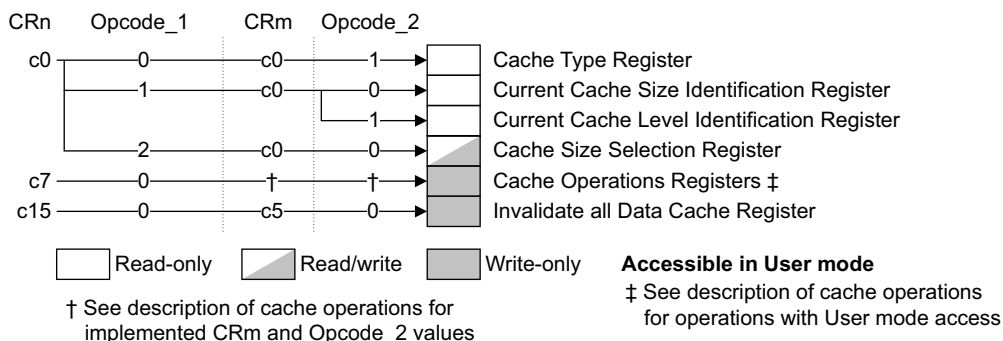 CRn Opcode_1 CRm Opcode_2
c0 0 c0 1 Cache Type Register
1 c0 0 Current Cache Size Identification Register
1 Current Cache Level Identification Register
2 c0 0 Cache Size Selection Register
c7 0 † † Cache Operations Registers ‡
c15 0 c5 0 Invalidate all Data Cache Register
Read-only Read/write Write-only Accessible in User mode
† See description of cache operations for
implemented CRm and Opcode_2 values
‡ See description of cache operations
for operations with User mode access